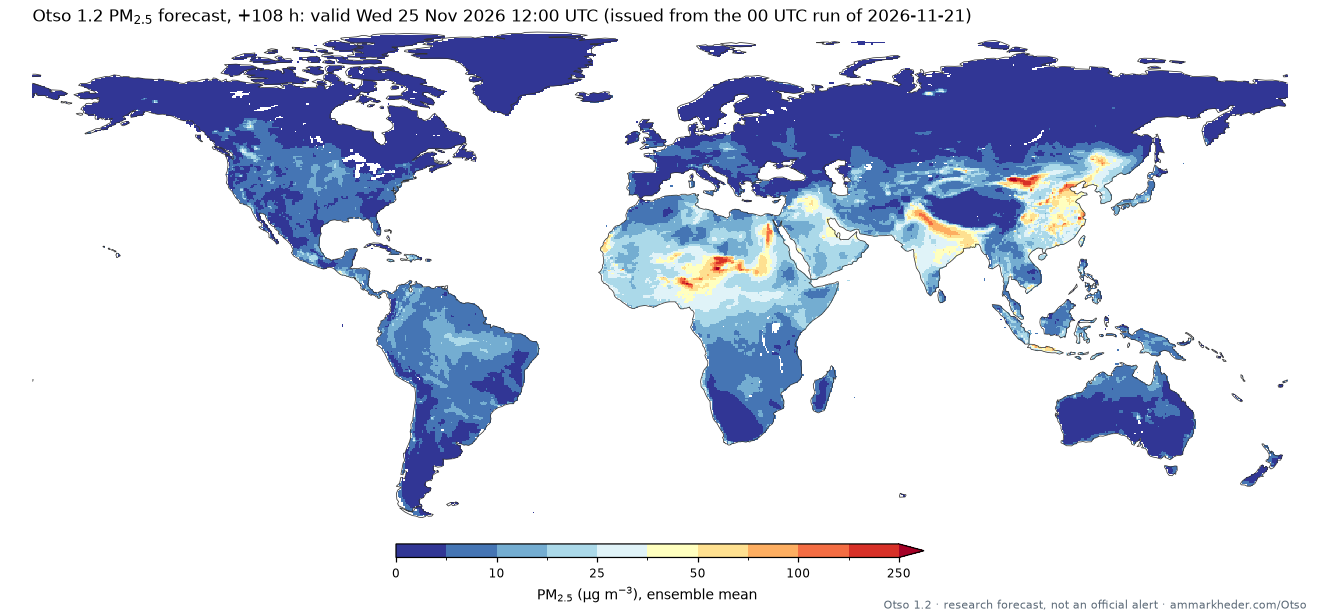 Otso 1.2 PM₂.₅ forecast, +108 h: valid Wed 25 Nov 2026 12:00 UTC (issued from the 00 UTC run of 2026-11-21)
0 10 25 50 100 250
PM₂.₅ (µg m⁻³), ensemble mean
Otso 1.2 · research forecast, not an official alert · ammarkheder.com/Otso